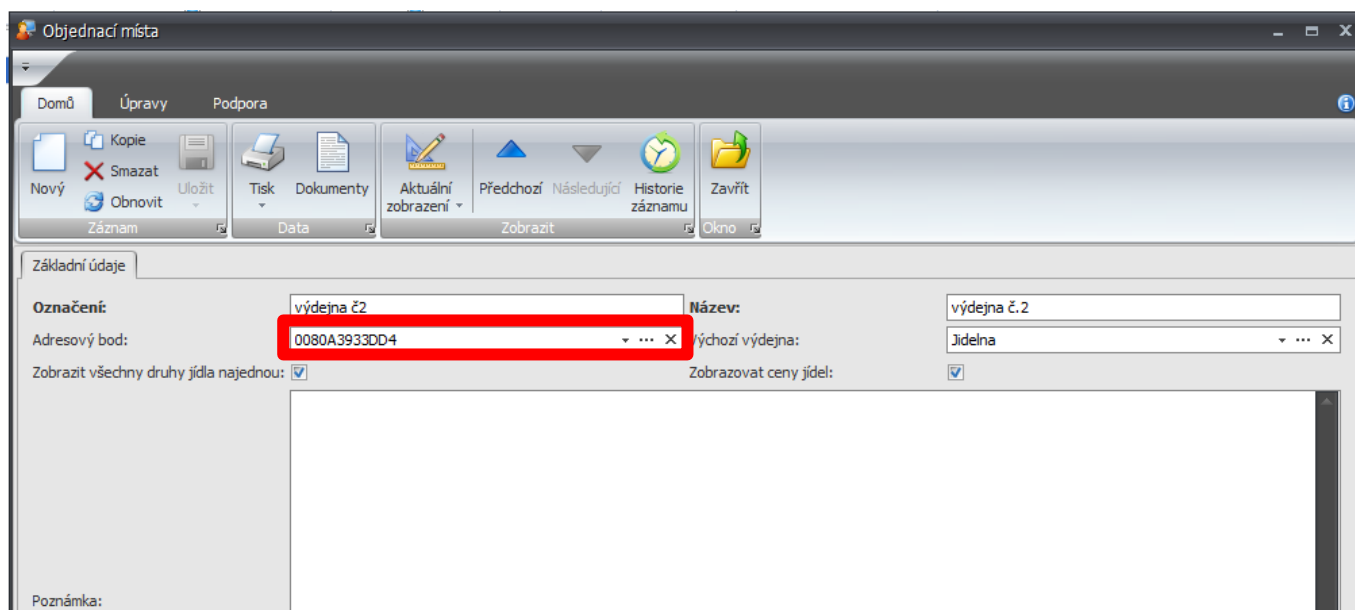 Objednací místa
Domů Úpravy Podpora
Nový
Kopie
Smazat
Obnovit
Uložit
Tisk
Dokumenty
Aktuální
zobrazení
Předchozí
Následující
Historie
záznamu
Zavřít
Záznam Data Zobrazit Okno
Základní údaje
Označení: výdejna č2 Název: výdejna č.2
Adresový bod: 0080A3933DD4 Výchozí výdejna: Jidelna
Zobrazit všechny druhy jídla najednou: Zobrazovat ceny jídel:
Poznámka: